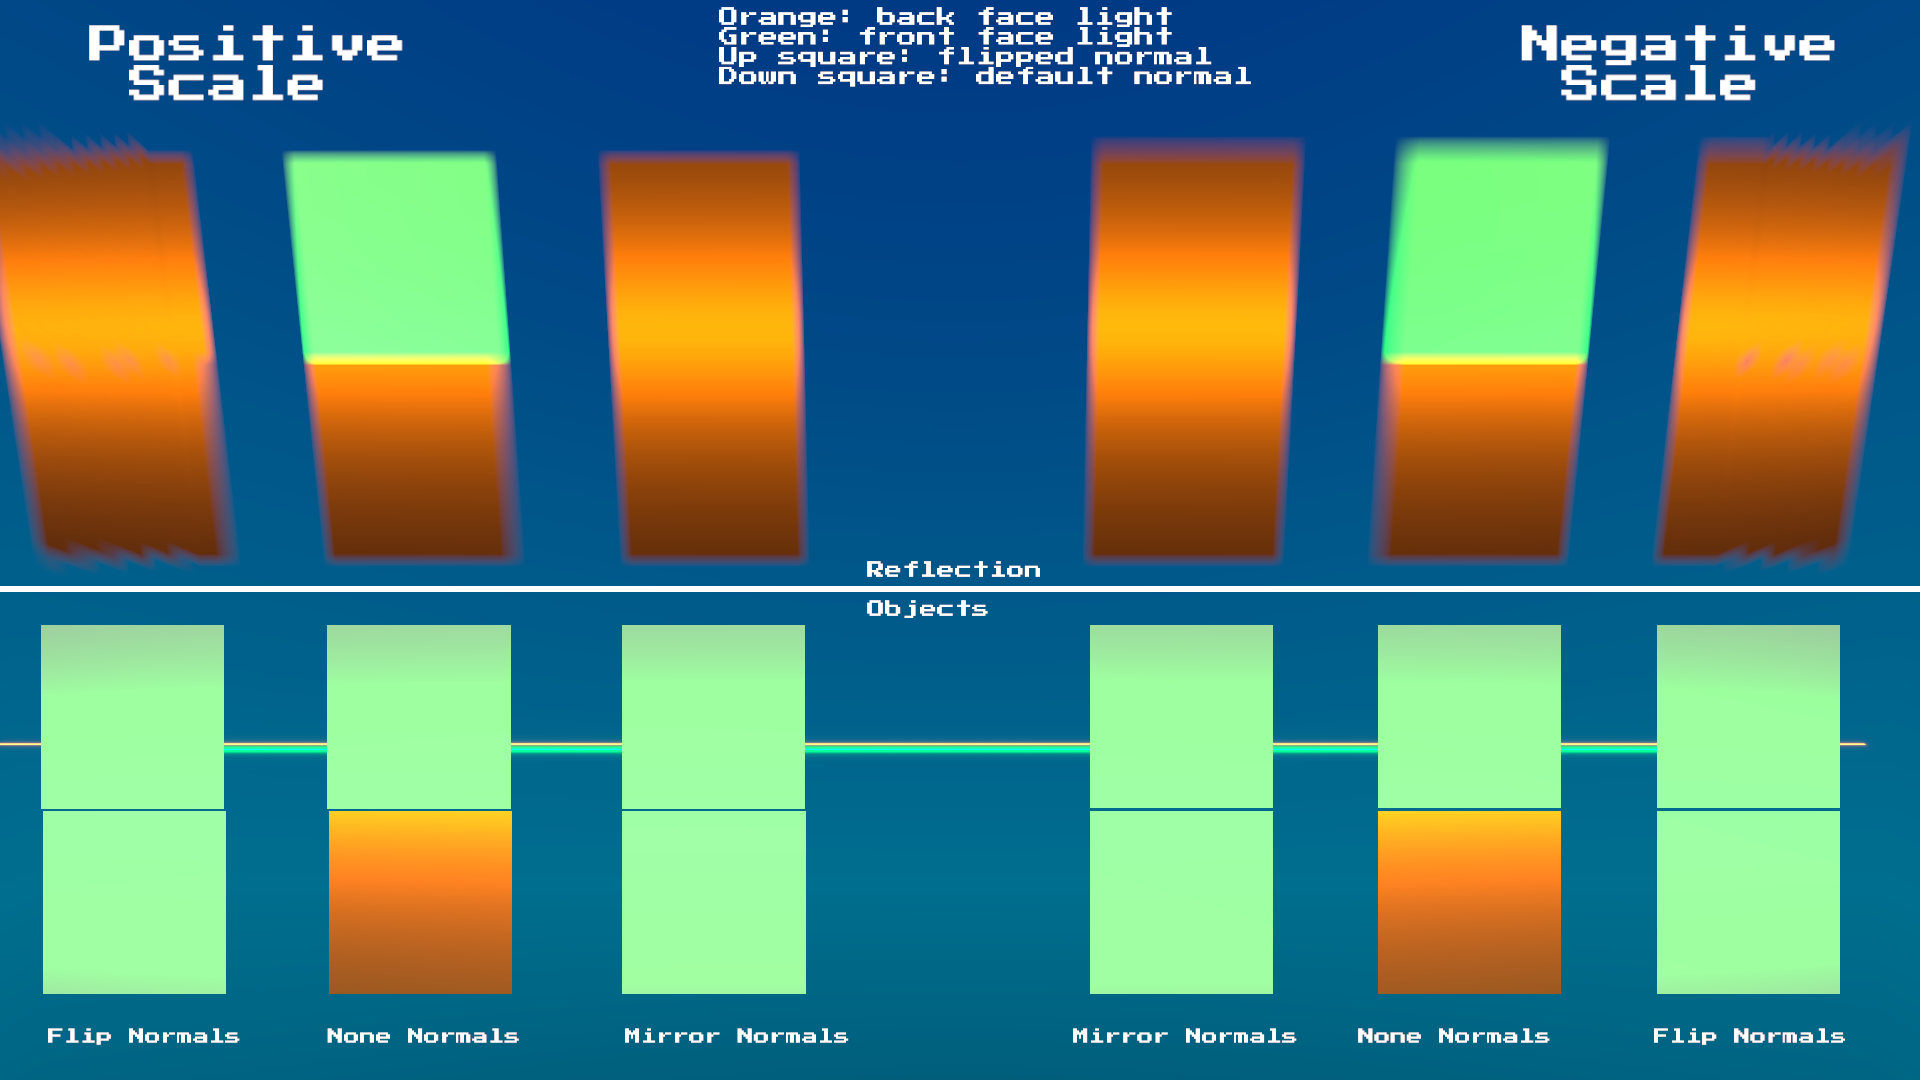 Positive
Scale
Orange: back face light
Green: front face light
Up square: flipped normal
Down square: default normal
Negative
Scale
Reflection
Objects
Flip Normals
None Normals
Mirror Normals
Mirror Normals
None Normals
Flip Normals